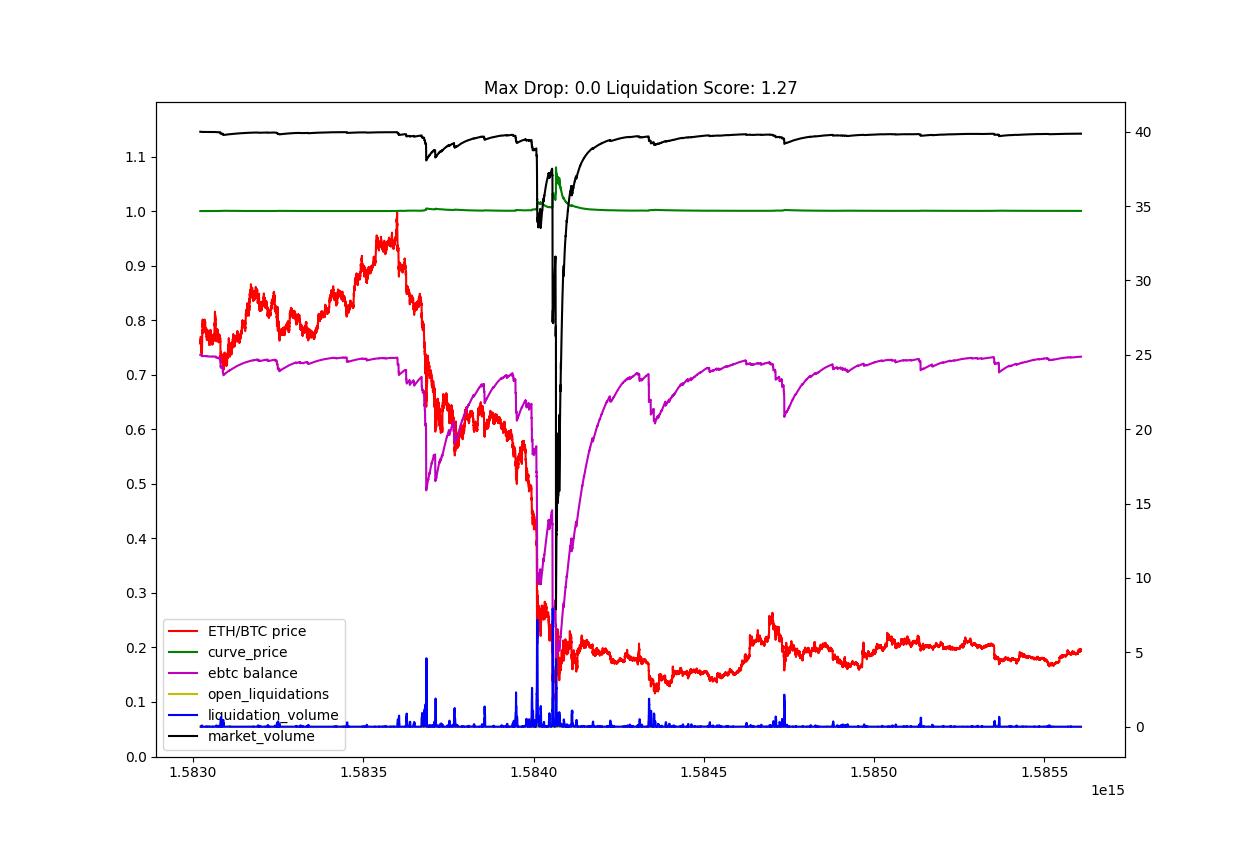 Max Drop: 0.0 Liquidation Score: 1.27
1.1
1.0
0.9
0.8
0.7
0.6
0.5
0.4
0.3
0.2
0.1
0.0
40
35
30
25
20
15
10
5
0
ETH/BTC price
curve_price
ebtc balance
open_liquidations
liquidation_volume
market_volume
1.5830 1.5835 1.5840 1.5845 1.5850 1.5855
1e15